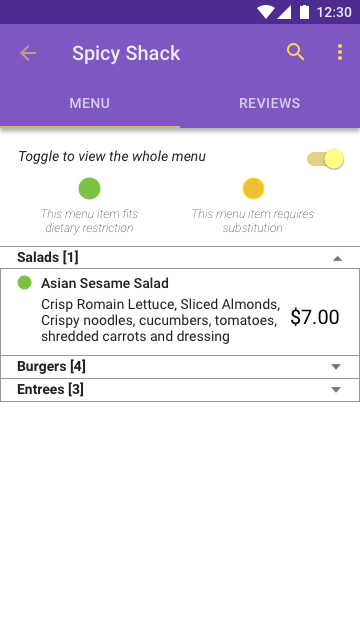 12:30
Spicy Shack
MENU
REVIEWS
Toggle to view the whole menu
This menu item fits
dietary restriction
This menu item requires
substitution
Salads [1]
Asian Sesame Salad
Crisp Romain Lettuce, Sliced Almonds,
Crispy noodles, cucumbers, tomatoes,
shredded carrots and dressing
$7.00
Burgers [4]
Entrees [3]